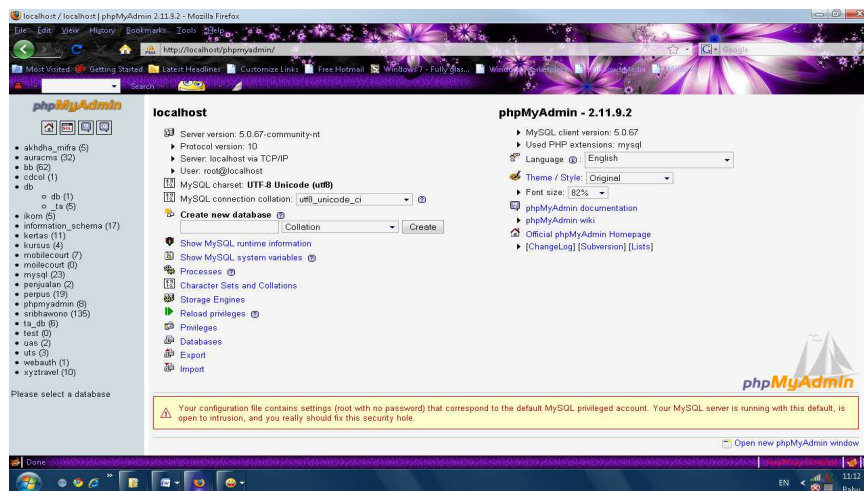 localhost / localhost | phpMyAdmin 2.11.9.2 - Mozilla Firefox
File Edit View History Bookmarks Tools Help
http://localhost/phpmyadmin/
Google
Most Visited Getting Started Latest Headlines Customize Links Free Hotmail Windows 7 - Fully glas...
Search
phpMyAdmin
akhdha_mifra (5)
auracms (32)
bb (62)
cdcol (1)
db
db (1)
_ta (5)
ikom (5)
information_schema (17)
kertas (11)
kursus (4)
mobilecourt (7)
moilecourt (0)
mysql (23)
penjualan (2)
perpus (19)
phpmyadmin (8)
sribhawono (135)
ta_db (6)
test (0)
uas (2)
uts (3)
webauth (1)
xyztravel (10)
Please select a database
localhost
Server version: 5.0.67-community-nt
Protocol version: 10
Server: localhost via TCP/IP
User: root@localhost
MySQL charset: UTF-8 Unicode (utf8)
MySQL connection collation: utf8_unicode_ci
Create new database
Collation Create
Show MySQL runtime information
Show MySQL system variables
Processes
Character Sets and Collations
Storage Engines
Reload privileges
Privileges
Databases
Export
Import
phpMyAdmin - 2.11.9.2
MySQL client version: 5.0.67
Used PHP extensions: mysql
Language : English
Theme / Style: Original
Font size: 82%
phpMyAdmin documentation
phpMyAdmin wiki
Official phpMyAdmin Homepage
[ChangeLog] [Subversion] [Lists]
phpMyAdmin
Your configuration file contains settings (root with no password) that correspond to the default MySQL privileged account. Your MySQL server is running with this default, is
open to intrusion, and you really should fix this security hole.
Open new phpMyAdmin window
Done
EN
11:12
Rabu